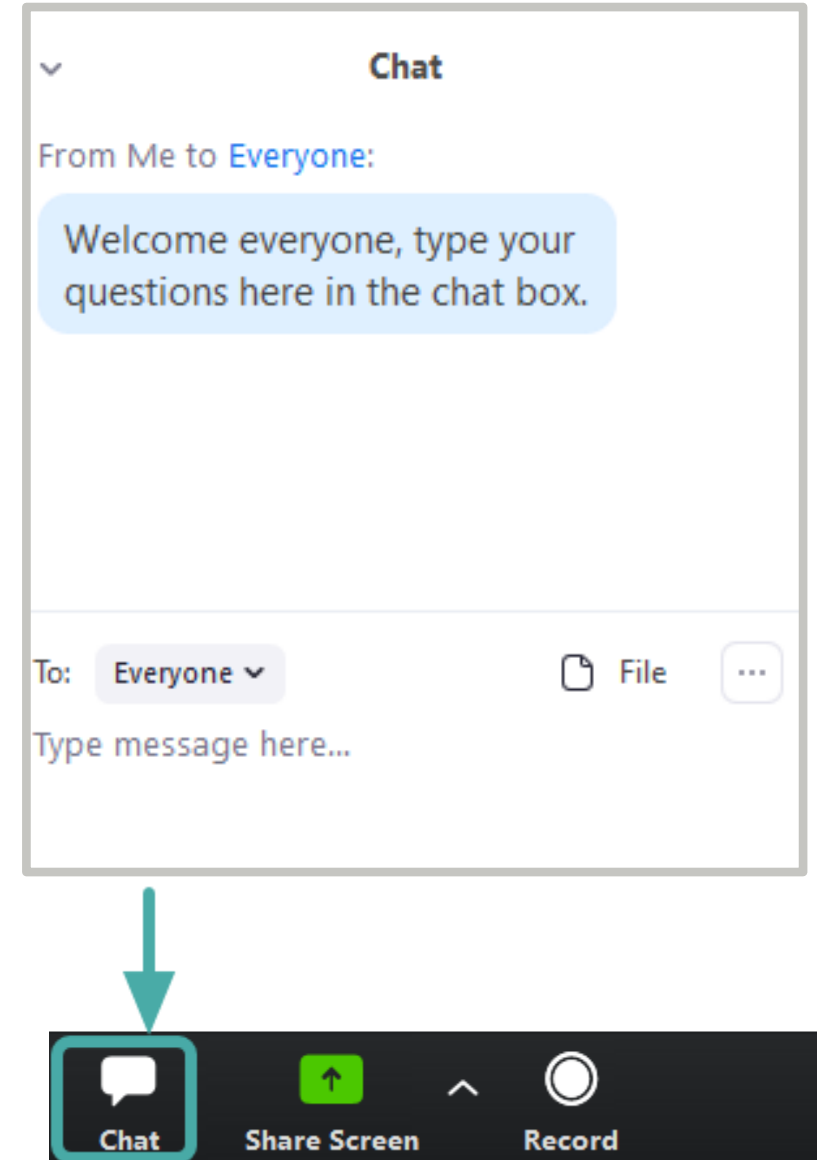 Chat
From Me to Everyone:
Welcome everyone, type your
questions here in the chat box.
To: Everyone File ...
Type message here...
Chat Share Screen Record